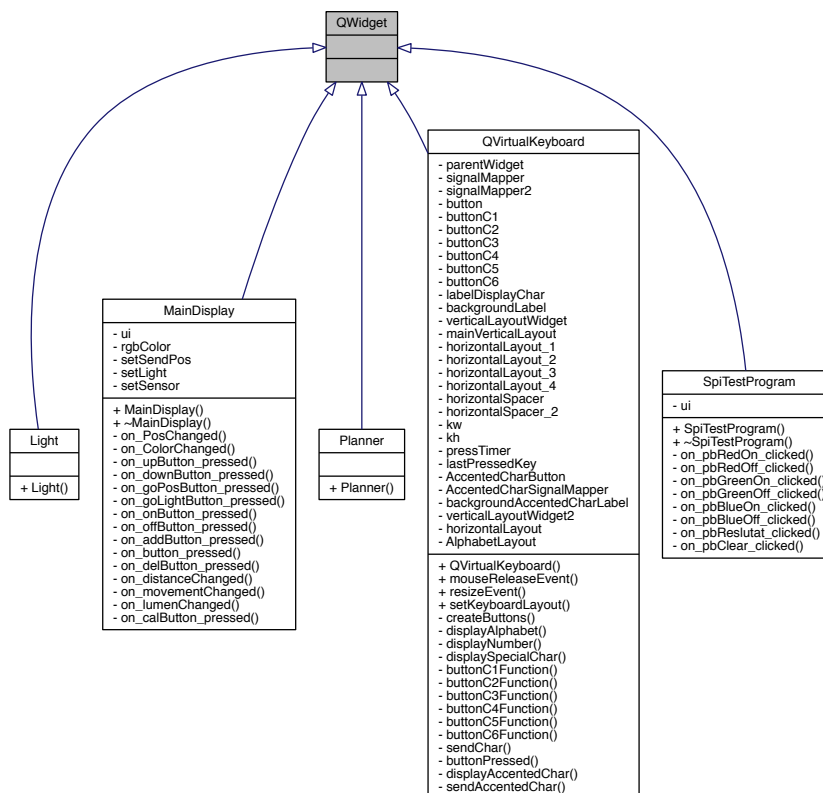 QWidget
QVirtualKeyboard
- parentWidget
- signalMapper
- signalMapper2
- button
- buttonC1
- buttonC2
- buttonC3
- buttonC4
- buttonC5
- buttonC6
- labelDisplayChar
- backgroundLabel
- verticalLayoutWidget
- mainVerticalLayout
- horizontalLayout_1
- horizontalLayout_2
- horizontalLayout_3
- horizontalLayout_4
- horizontalSpacer
- horizontalSpacer_2
- kw
- kh
- pressTimer
- lastPressedKey
- AccentedCharButton
- AccentedCharSignalMapper
- backgroundAccentedCharLabel
- verticalLayoutWidget2
- horizontalLayout
- AlphabetLayout
+ QVirtualKeyboard()
+ mouseReleaseEvent()
+ resizeEvent()
+ setKeyboardLayout()
- createButtons()
- displayAlphabet()
- displayNumber()
- displaySpecialChar()
- buttonC1Function()
- buttonC2Function()
- buttonC3Function()
- buttonC4Function()
- buttonC5Function()
- buttonC6Function()
- sendChar()
- buttonPressed()
- displayAccentedChar()
- sendAccentedChar()
MainDisplay
- ui
- rgbColor
- setSendPos
- setLight
- setSensor
+ MainDisplay()
+ ~MainDisplay()
- on_PosChanged()
- on_ColorChanged()
- on_upButton_pressed()
- on_downButton_pressed()
- on_goPosButton_pressed()
- on_goLightButton_pressed()
- on_onButton_pressed()
- on_offButton_pressed()
- on_addButton_pressed()
- on_button_pressed()
- on_delButton_pressed()
- on_distanceChanged()
- on_movementChanged()
- on_lumenChanged()
- on_calButton_pressed()
SpiTestProgram
- ui
+ SpiTestProgram()
+ ~SpiTestProgram()
- on_pbRedOn_clicked()
- on_pbRedOff_clicked()
- on_pbGreenOn_clicked()
- on_pbGreenOff_clicked()
- on_pbBlueOn_clicked()
- on_pbBlueOff_clicked()
- on_pbReslutat_clicked()
- on_pbClear_clicked()
Light
+ Light()
Planner
+ Planner()